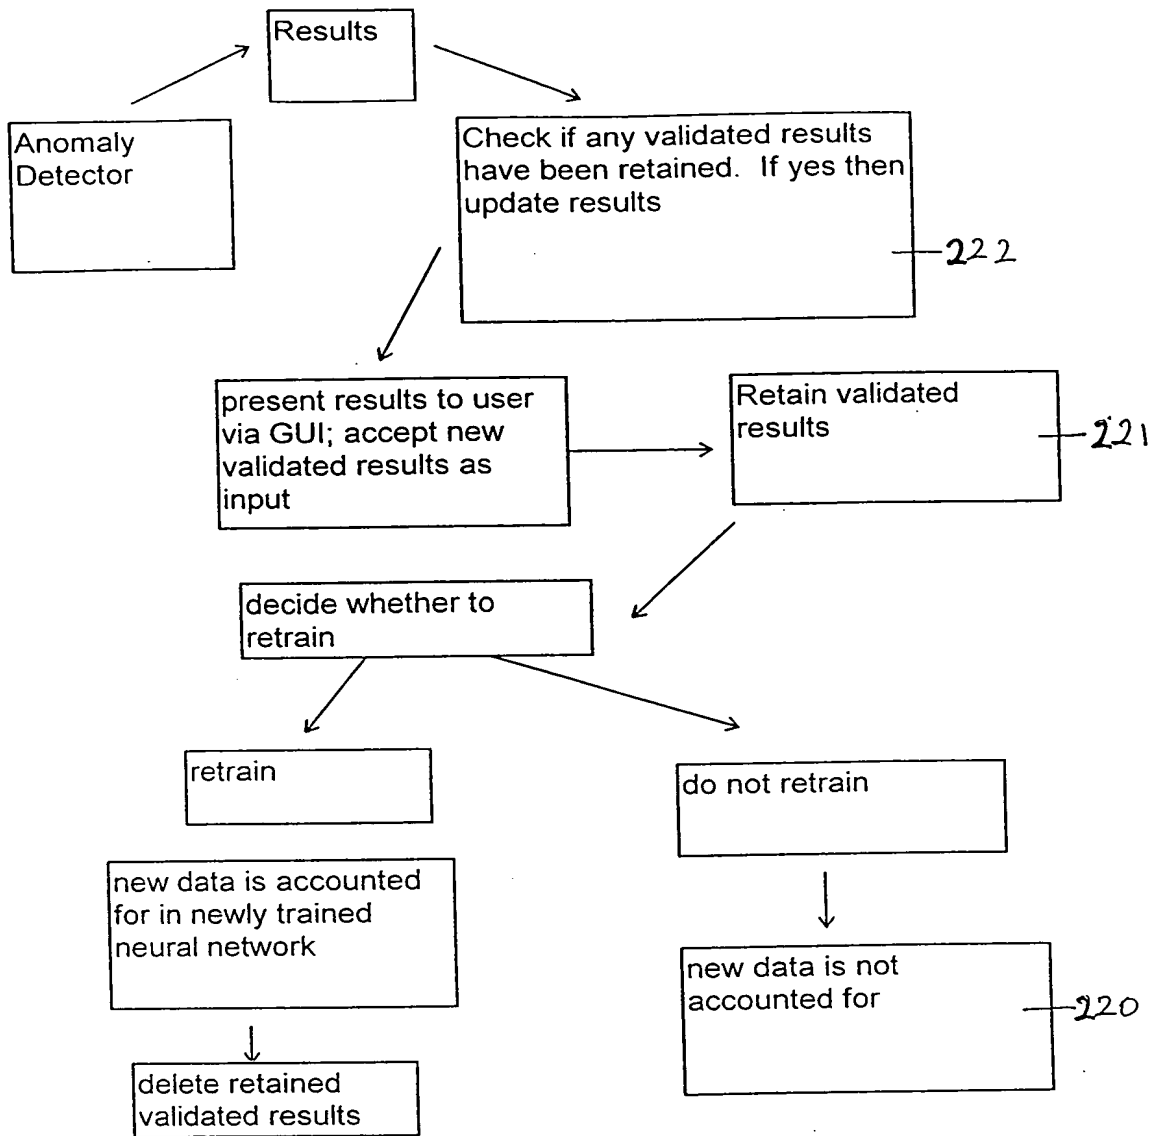 Results
Anomaly
Detector
Check if any validated results
have been retained. If yes then
update results
222
present results to user
via GUI; accept new
validated results as
input
Retain validated
results
221
decide whether to
retrain
retrain
do not retrain
new data is accounted
for in newly trained
neural network
new data is not
accounted for
220
delete retained
validated results